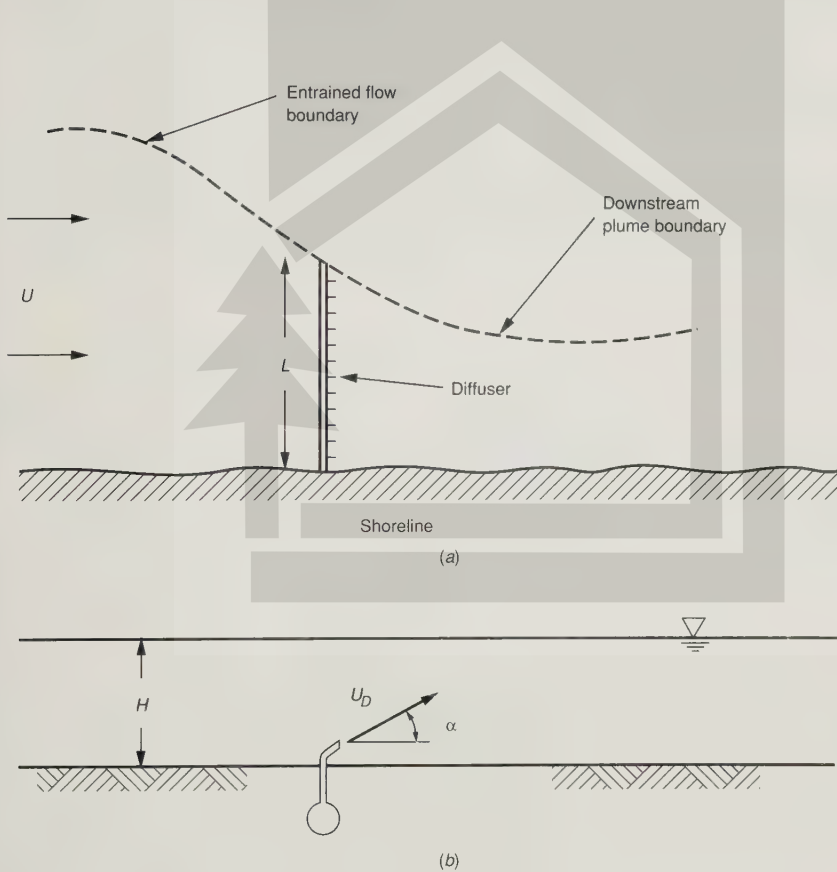 Entrained flow
boundary
Downstream
plume boundary
U
L
Diffuser
Shoreline
(a)
H
U_D
α
(b)